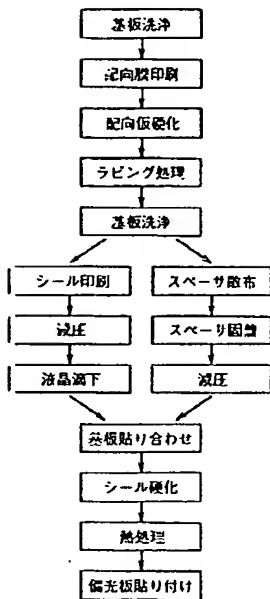 基板洗浄
配向膜印刷
配向仮硬化
ラビング処理
基板洗浄
シール印刷
減圧
液晶滴下
スペーサ散布
スペーサ固着
減圧
基板貼り合わせ
シール硬化
熱処理
偏光板貼り付け